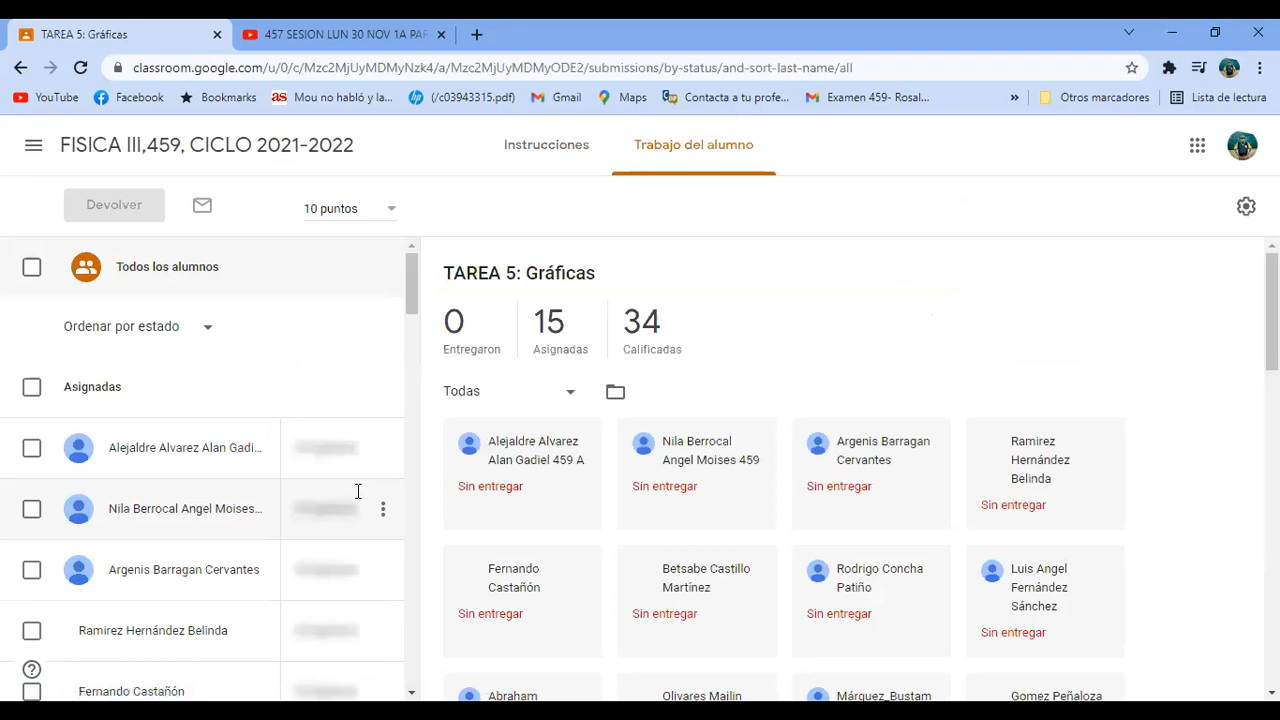 TAREA 5: Gráficas
457 SESION LUN 30 NOV 1A PAR
classroom.google.com/u/0/c/Mzc2MjUyMDMyNzk4/a/Mzc2MjUyMDMyODE2/submissions/by-status/and-sort-last-name/all
YouTube Facebook Bookmarks as Mou no habló y la... hp (/c03943315.pdf) Gmail Maps Contacta a tu profe... Examen 459- Rosal... » Otros marcadores Lista de lectura
FISICA III,459, CICLO 2021-2022
Instrucciones
Trabajo del alumno
Devolver
10 puntos
Todos los alumnos
Ordenar por estado
Asignadas
Alejaldre Alvarez Alan Gadi...
Nila Berrocal Angel Moises...
Argenis Barragan Cervantes
Ramirez Hernández Belinda
Fernando Castañón
TAREA 5: Gráficas
0 15 34
Entregaron Asignadas Calificadas
Todas
Alejaldre Alvarez
Alan Gadiel 459 A
Sin entregar
Nila Berrocal
Angel Moises 459
Sin entregar
Argenis Barragan
Cervantes
Sin entregar
Ramirez
Hernández
Belinda
Sin entregar
Fernando
Castañón
Sin entregar
Betsabe Castillo
Martínez
Sin entregar
Rodrigo Concha
Patiño
Sin entregar
Luis Angel
Fernández
Sánchez
Sin entregar
Abraham
Olivares Mailin
Márquez_Bustam
Gomez Peñaloza